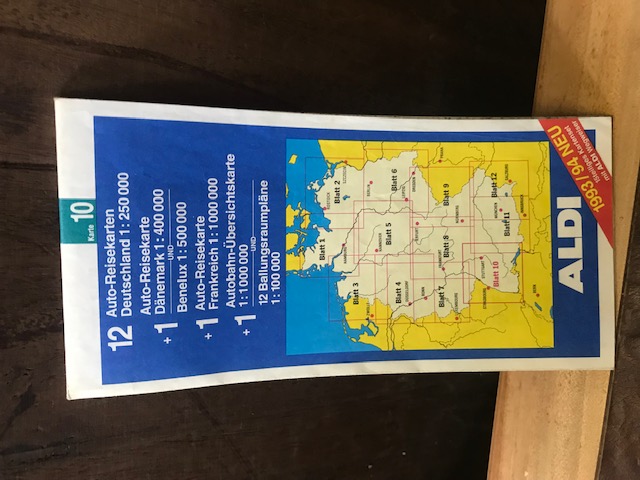 Karte 10
12 Auto-Reisekarten
Deutschland 1: 250 000
Auto-Reisekarte
+1 Dänemark 1: 400 000
UND
Benelux 1: 500 000
+1 Auto-Reisekarte
Frankreich 1: 1 000 000
+1 Autobahn-Übersichtskarte
1: 1 000 000
UND
12 Ballungsraumpläne
1: 100 000
Blatt 1
Blatt 2
Blatt 3
Blatt 4
Blatt 5
Blatt 6
Blatt 7
Blatt 8
Blatt 9
Blatt 10
Blatt 11
Blatt 12
ALDI
1993/94 NEU
mit ALDI Wegweiser